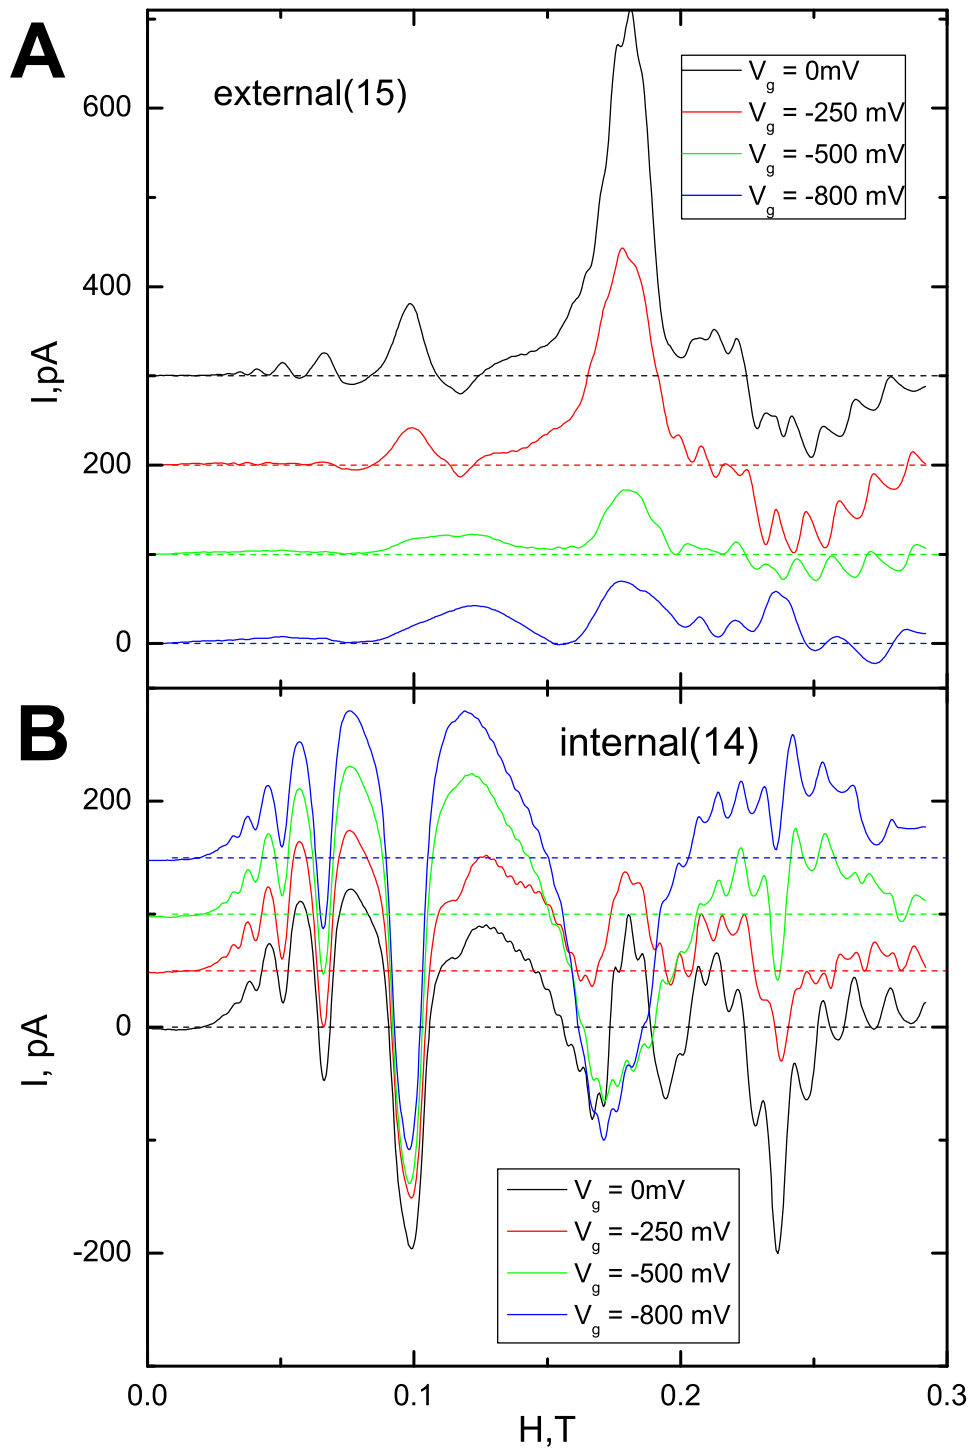 A
external(15)
V_g = 0mV
V_g = -250 mV
V_g = -500 mV
V_g = -800 mV
600
400
200
0
I,pA
B
internal(14)
200
0
-200
I, pA
V_g = 0mV
V_g = -250 mV
V_g = -500 mV
V_g = -800 mV
0.0 0.1 0.2 0.3
H,T